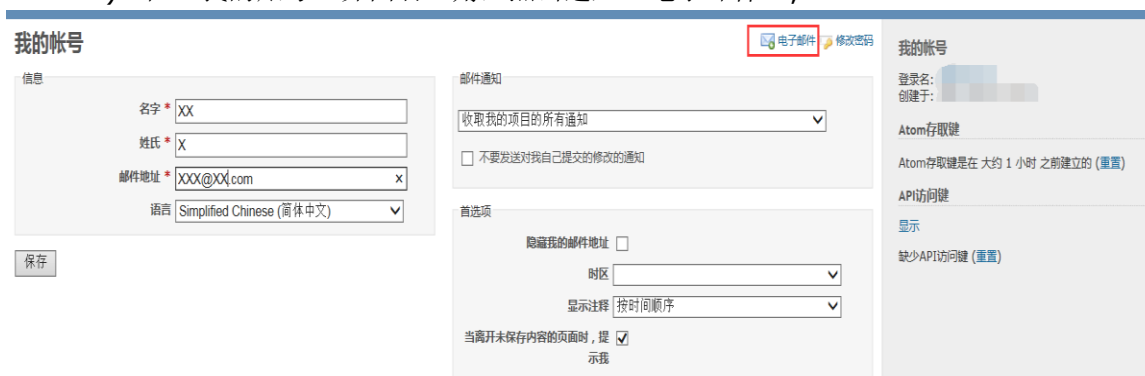 我的帐号
电子邮件 修改密码
信息
名字 * XX
姓氏 * X
邮件地址 * XXX@XX.com x
语言 Simplified Chinese (简体中文)
保存
邮件通知
收取我的项目的所有通知
不要发送对我自己提交的修改的通知
首选项
隐藏我的邮件地址
时区
显示注释 按时间顺序
当离开未保存内容的页面时，提
示我
我的帐号
登录名:
创建于:
Atom存取键
Atom存取键是在 大约 1 小时 之前建立的 (重置)
API访问键
显示
缺少API访问键 (重置)